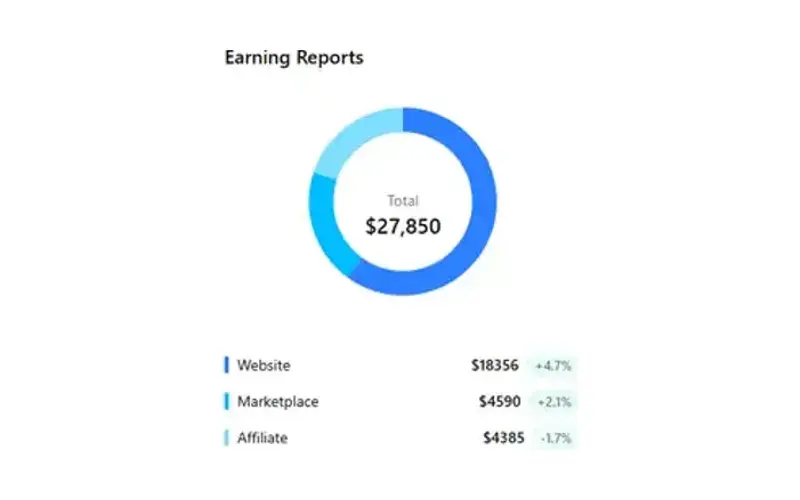 Earning Reports
Total
$27,850
Website $18356 +4.7%
Marketplace $4590 +2.1%
Affiliate $4385 -1.7%